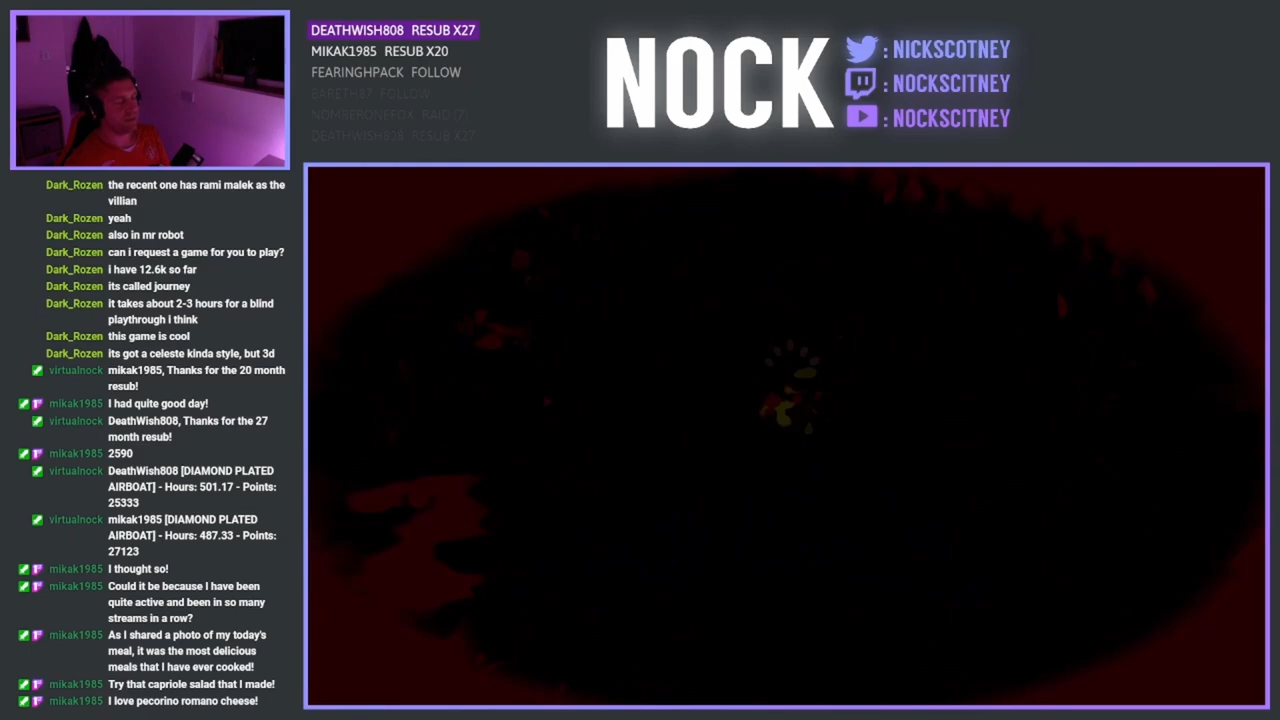 DEATHWISH808 RESUB X27
MIKAK1985 RESUB X20
FEARINGHPACK FOLLOW
BARETH87 FOLLOW
NOMBERONEFOX RAID (7)
DEATHWISH808 RESUB X27
NOCK
: NICKSCOTNEY
: NOCKSCITNEY
: NOCKSCITNEY
Dark_Rozen the recent one has rami malek as the
villian
Dark_Rozen yeah
Dark_Rozen also in mr robot
Dark_Rozen can i request a game for you to play?
Dark_Rozen i have 12.6k so far
Dark_Rozen its called journey
Dark_Rozen it takes about 2-3 hours for a blind
playthrough i think
Dark_Rozen this game is cool
Dark_Rozen its got a celeste kinda style, but 3d
virtualnock mikak1985, Thanks for the 20 month
resub!
mikak1985 I had quite good day!
virtualnock DeathWish808, Thanks for the 27
month resub!
mikak1985 2590
virtualnock DeathWish808 [DIAMOND PLATED
AIRBOAT] - Hours: 501.17 - Points:
25333
virtualnock mikak1985 [DIAMOND PLATED
AIRBOAT] - Hours: 487.33 - Points:
27123
mikak1985 I thought so!
mikak1985 Could it be because I have been
quite active and been in so many
streams in a row?
mikak1985 As I shared a photo of my today's
meal, it was the most delicious
meals that I have ever cooked!
mikak1985 Try that capriole salad that I made!
mikak1985 I love pecorino romano cheese!